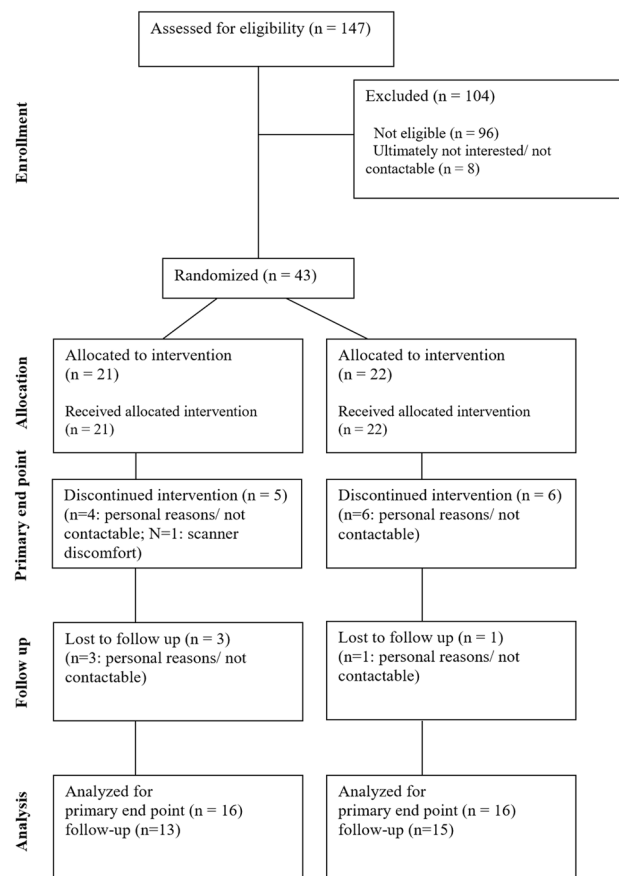 Assessed for eligibility (n = 147)
Enrollment
Excluded (n = 104)
Not eligible (n = 96)
Ultimately not interested/ not
contactable (n = 8)
Randomized (n = 43)
Allocation
Allocated to intervention
(n = 21)
Received allocated intervention
(n = 21)
Allocated to intervention
(n = 22)
Received allocated intervention
(n = 22)
Primary end point
Discontinued intervention (n = 5)
(n=4: personal reasons/ not
contactable; N=1: scanner
discomfort)
Discontinued intervention (n = 6)
(n=6: personal reasons/ not
contactable)
Follow up
Lost to follow up (n = 3)
(n=3: personal reasons/ not
contactable)
Lost to follow up (n = 1)
(n=1: personal reasons/ not
contactable)
Analysis
Analyzed for
primary end point (n = 16)
follow-up (n=13)
Analyzed for
primary end point (n = 16)
follow-up (n=15)